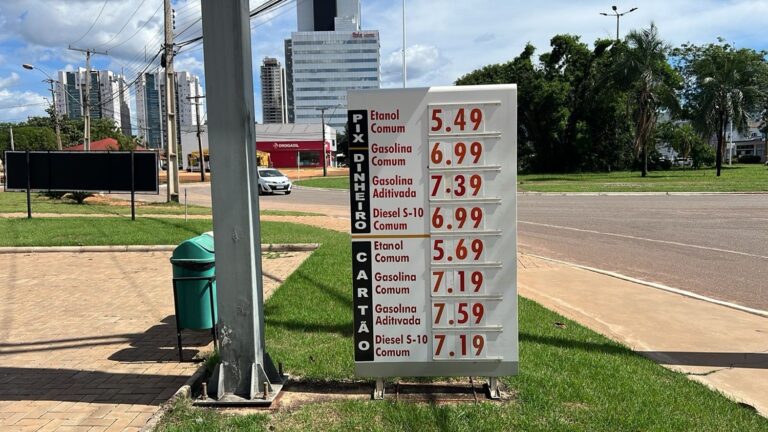 PIX DINHEIRO
Etanol
Comum
5.49
Gasolina
Comum
6.99
Gasolina
Aditivada
7.39
Diesel S-10
Comum
6.99
CARTÃO
Etanol
Comum
5.69
Gasolina
Comum
7.19
Gasolina
Aditivada
7.59
Diesel S-10
Comum
7.19
DROGASIL